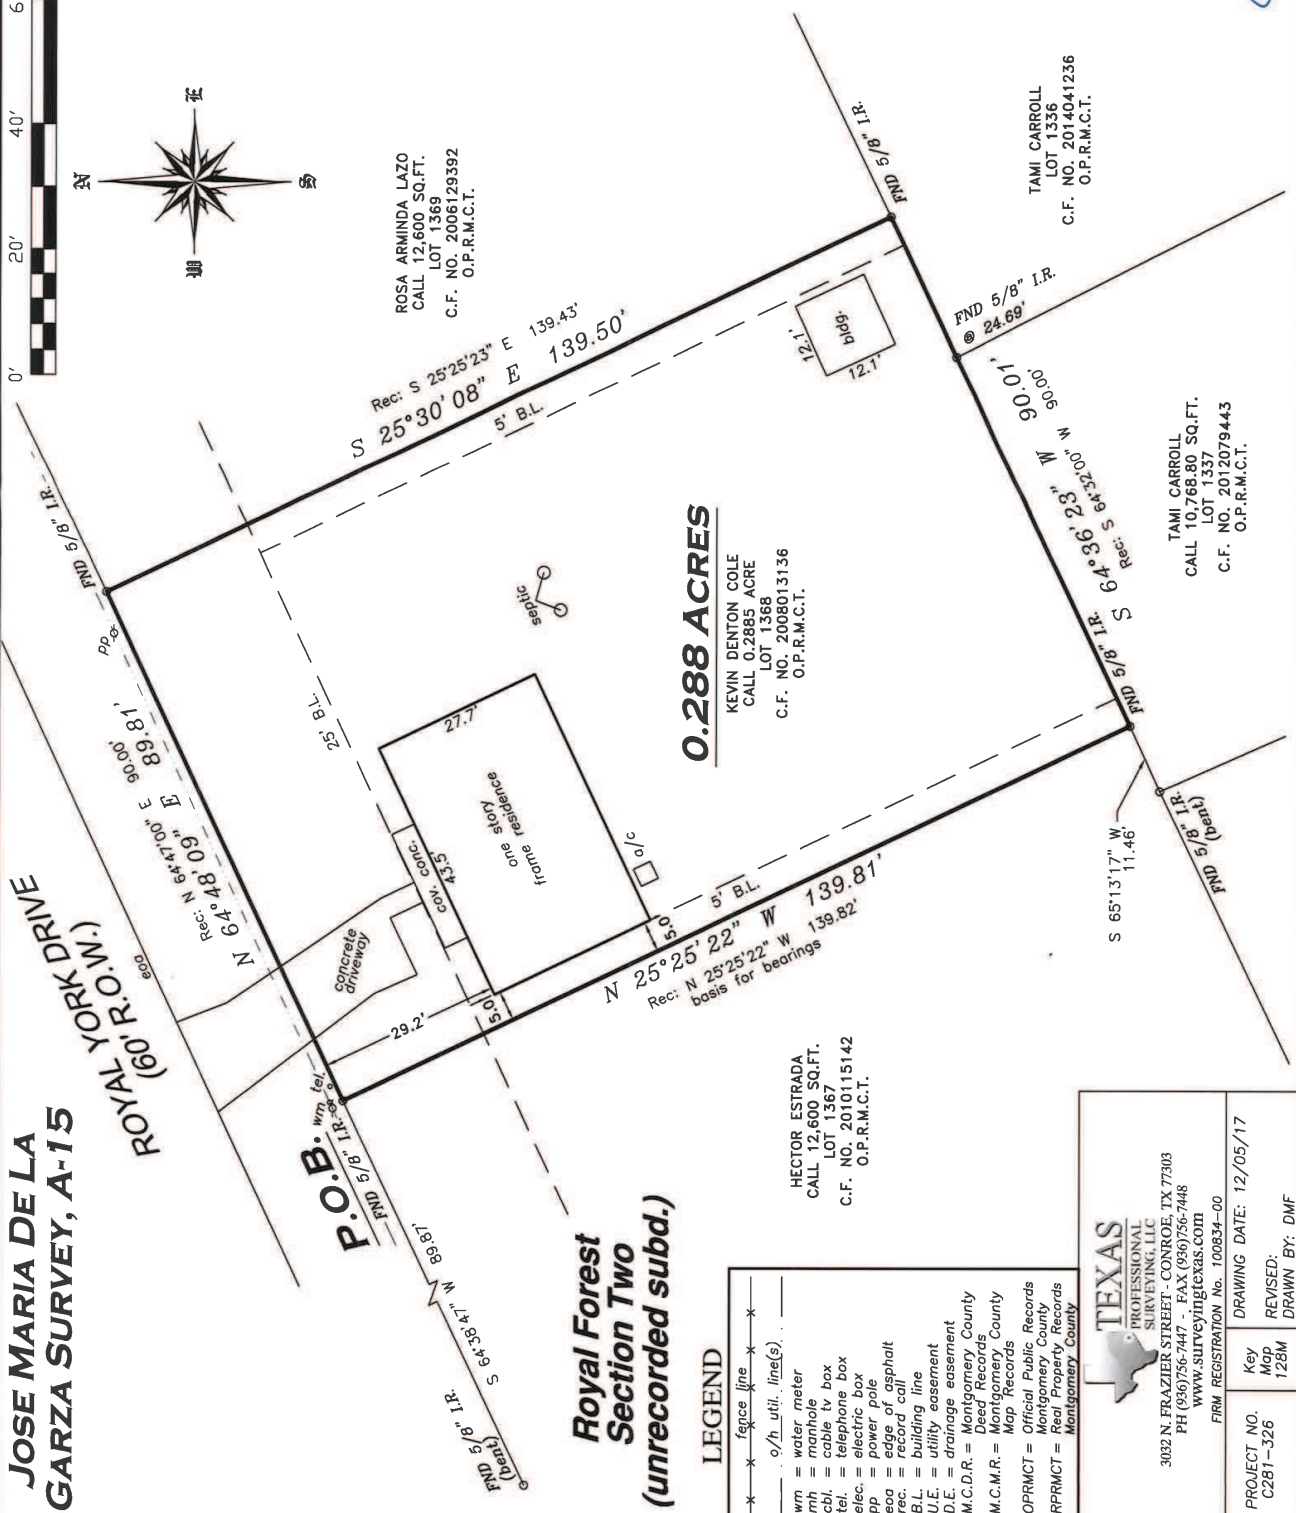 JOSE MARIA DE LA
GARZA SURVEY, A-15
ROYAL YORK DRIVE
(60' R.O.W.)
eoa
0' 20' 40' 6
N
E
S
W
P.O.B.
FND 5/8" I.R.
wm tel.
Rec: N 64°47'00" E 90.00'
N 64°48'09" E 89.81'
pp
FND 5/8" I.R.
Rec: S 25°25'23" E 139.43'
S 25°30'08" E 139.50'
5' B.L.
25' B.L.
ROSA ARMINDA LAZO
CALL 12,600 SQ.FT.
LOT 1369
C.F. NO. 2006129392
O.P.R.M.C.T.
concrete
driveway
cov. conc.
43.5'
27.7'
one story
frame residence
29.2'
5.0'
5.0'
a/c
septic
12.1'
bldg.
12.1'
FND 5/8" I.R.
0.288 ACRES
KEVIN DENTON COLE
CALL 0.2885 ACRE
LOT 1368
C.F. NO. 2008013136
O.P.R.M.C.T.
TAMI CARROLL
LOT 1336
C.F. NO. 2014041236
O.P.R.M.C.T.
FND 5/8" I.R.
@ 24.69'
S 64°36'23" W 90.01'
Rec: S 64°32'00" W 90.00'
FND 5/8" I.R.
TAMI CARROLL
CALL 10,768.80 SQ.FT.
LOT 1337
C.F. NO. 2012079443
O.P.R.M.C.T.
5' B.L.
N 25°25'22" W 139.81'
Rec: N 25°25'22" W 139.82'
basis for bearings
S 65°13'17" W
11.46'
FND 5/8" I.R.
(bent)
HECTOR ESTRADA
CALL 12,600 SQ.FT.
LOT 1367
C.F. NO. 2010115142
O.P.R.M.C.T.
S 64°38'47" W 89.87'
FND 5/8" I.R.
(bent)
Royal Forest
Section Two
(unrecorded subd.)
LEGEND
fence line
o/h util. line(s)
wm = water meter
mh = manhole
cbl. = cable tv box
tel. = telephone box
elec. = electric box
pp = power pole
eoa = edge of asphalt
rec. = record call
B.L. = building line
U.E. = utility easement
D.E. = drainage easement
M.C.D.R. = Montgomery County
Deed Records
M.C.M.R. = Montgomery County
Map Records
OPRMCT = Official Public Records
Montgomery County
RPRMCT = Real Property Records
Montgomery County
TEXAS
PROFESSIONAL
SURVEYING, LLC
3032 N. FRAZIER STREET - CONROE, TX 77303
PH (936)756-7447 - FAX (936)756-7448
www.surveyingtexas.com
FIRM REGISTRATION No. 100834-00
PROJECT NO.
C281-326
Key
Map
128M
DRAWING DATE: 12/05/17
REVISED:
DRAWN BY: DMF